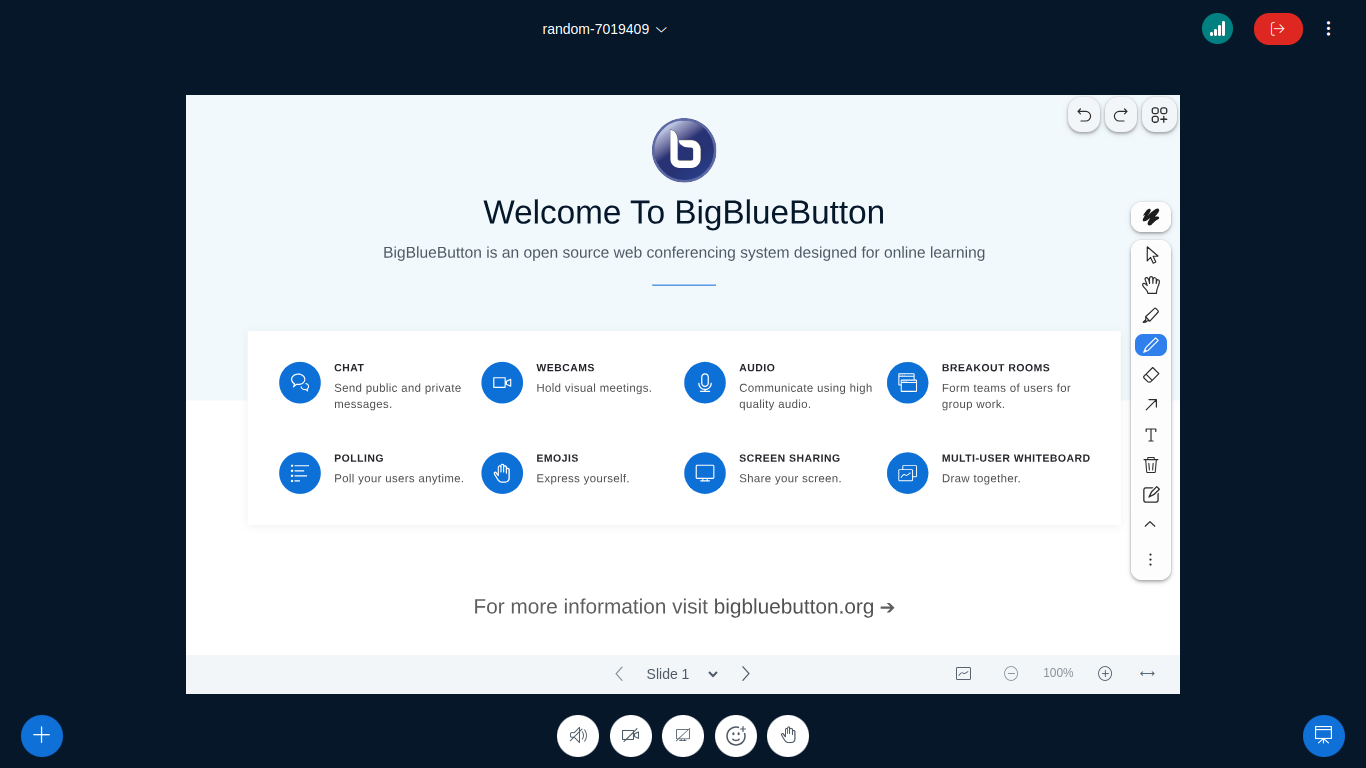 random-7019409
Welcome To BigBlueButton
BigBlueButton is an open source web conferencing system designed for online learning
CHAT
Send public and private
messages.
WEBCAMS
Hold visual meetings.
AUDIO
Communicate using high
quality audio.
BREAKOUT ROOMS
Form teams of users for
group work.
POLLING
Poll your users anytime.
EMOJIS
Express yourself.
SCREEN SHARING
Share your screen.
MULTI-USER WHITEBOARD
Draw together.
For more information visit bigbluebutton.org ➔
Slide 1
100%